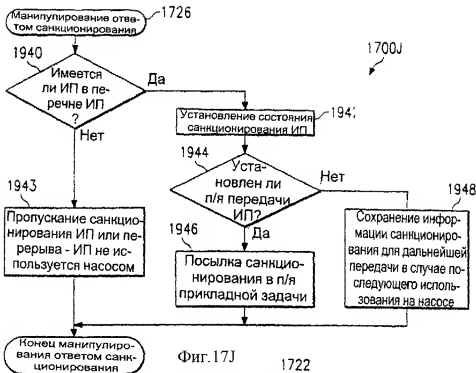 Манипулирование отве-
том санкционирования
1726
1940
1700J
Имеется
ли ИП в пе-
речне ИП
?
Да
Нет
Установление состояния
санкционирования ИП
1942
1944
Уста-
новлен ли
п/я передачи
ИП?
Нет
Да
1943
Пропускание санкцио-
нирования ИП или пе-
рерыва - ИП не ис-
пользуется насосом
1946
Посылка санкцио-
нирования в п/я
прикладной задачи
1948
Сохранение инфор-
мации санкциониро-
вания для дальнейшей
передачи в случае по-
следующего исполь-
зования на насосе
Конец манипулиро-
вания ответом санк-
ционирования
Фиг.17J
1722